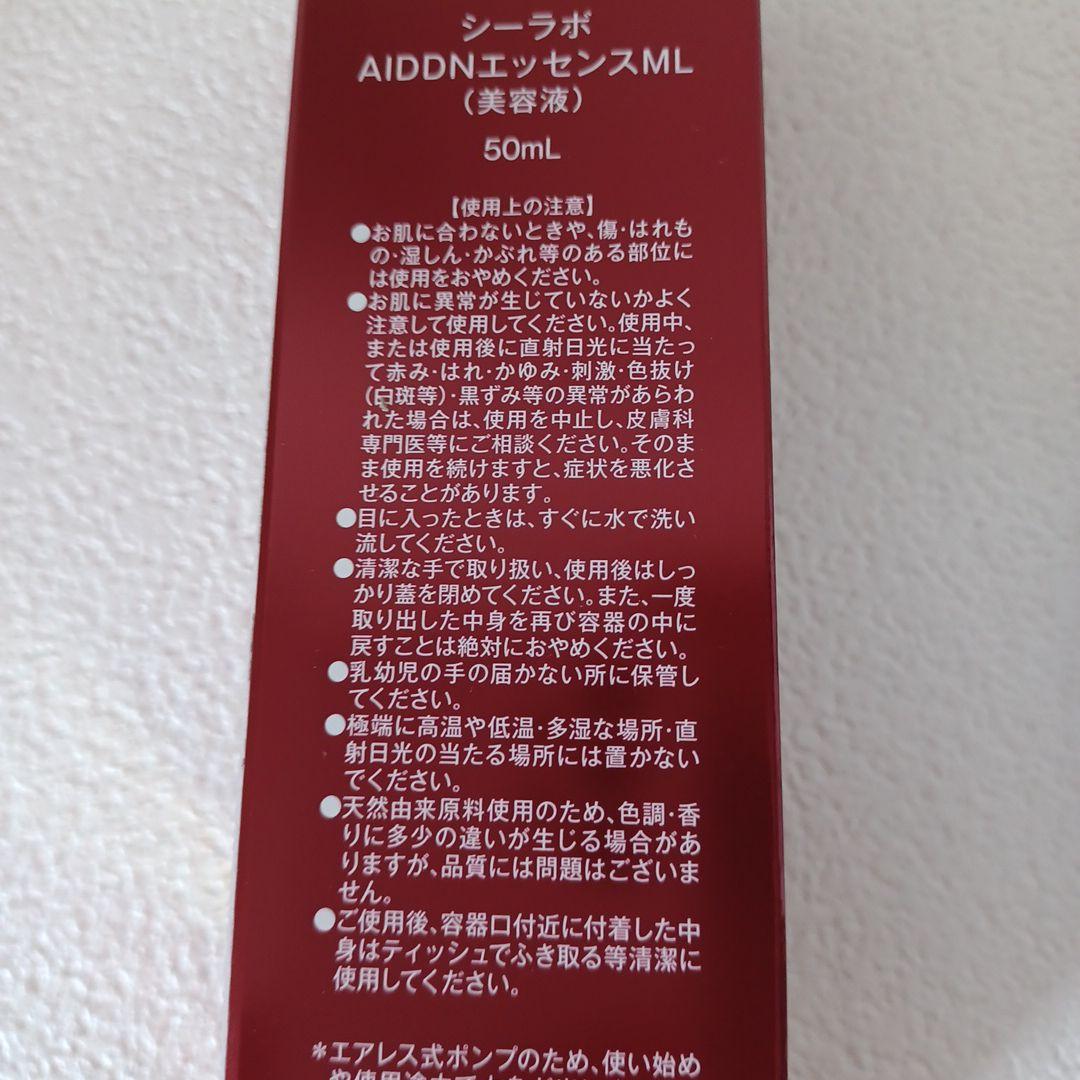 シーラボ
AIDDNエッセンスML
（美容液）
50mL
【使用上の注意】
●お肌に合わないときや、傷・はれも
の・湿しん・かぶれ等のある部位に
は使用をおやめください。
●お肌に異常が生じていないかよく
注意して使用してください。使用中、
または使用後に直射日光に当たっ
て赤み・はれ・かゆみ・刺激・色抜け
（白斑等）・黒ずみ等の異常があらわ
れた場合は、使用を中止し、皮膚科
専門医等にご相談ください。そのま
ま使用を続けますと、症状を悪化さ
せることがあります。
●目に入ったときは、すぐに水で洗い
流してください。
●清潔な手で取り扱い、使用後はしっ
かり蓋を閉めてください。また、一度
取り出した中身を再び容器の中に
戻すことは絶対におやめください。
●乳幼児の手の届かない所に保管し
てください。
●極端に高温や低温・多湿な場所・直
射日光の当たる場所には置かない
でください。
●天然由来原料使用のため、色調・香
りに多少の違いが生じる場合があ
りますが、品質には問題はございま
せん。
●ご使用後、容器口付近に付着した中
身はティッシュでふき取る等清潔に
使用してください。
＊エアレス式ポンプのため、使い始め